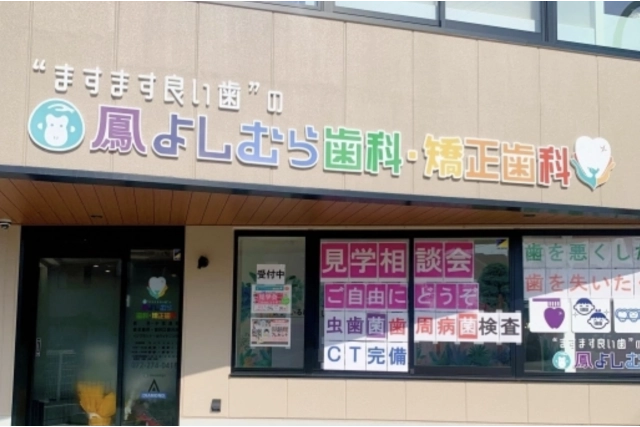 “ますます良い歯”の
鳳よしむら歯科・矯正歯科
受付中
見学相談会
ご自由にどうぞ
虫歯菌 歯周病菌検査
CT完備
歯を悪くした
歯を失いた
“ますます良い歯”の
鳳よしむ